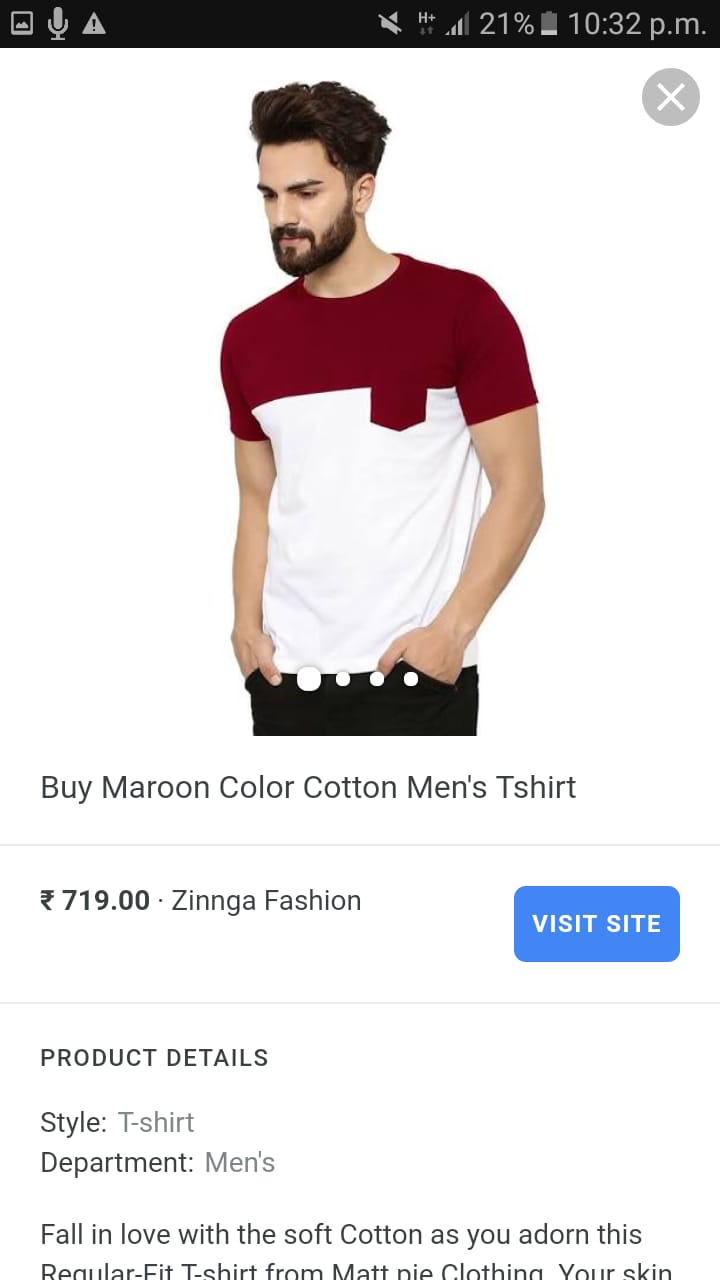 H+ 21% 10:32 p.m.
Buy Maroon Color Cotton Men's Tshirt
₹ 719.00 · Zinnga Fashion
VISIT SITE
PRODUCT DETAILS
Style: T-shirt
Department: Men's
Fall in love with the soft Cotton as you adorn this
Regular-Fit T-shirt from Matt pie Clothing. Your skin